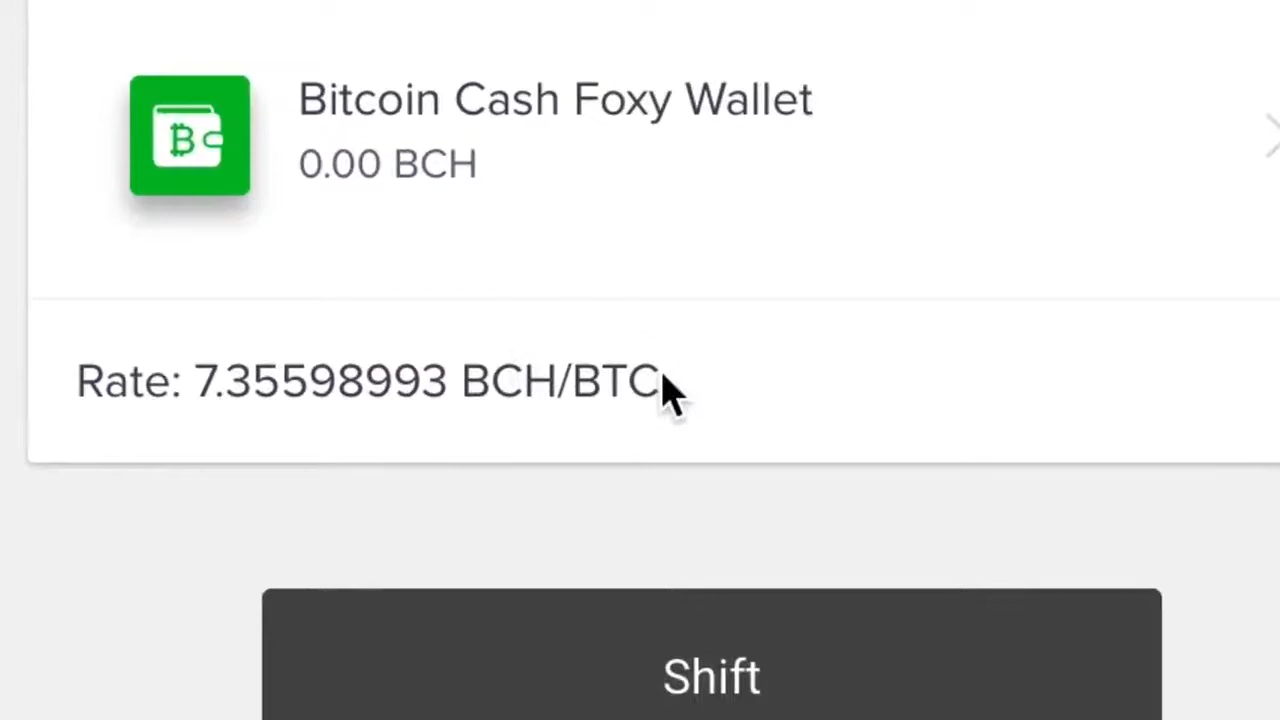 Bitcoin Cash Foxy Wallet
0.00 BCH
Rate: 7.35598993 BCH/BTC
Shift